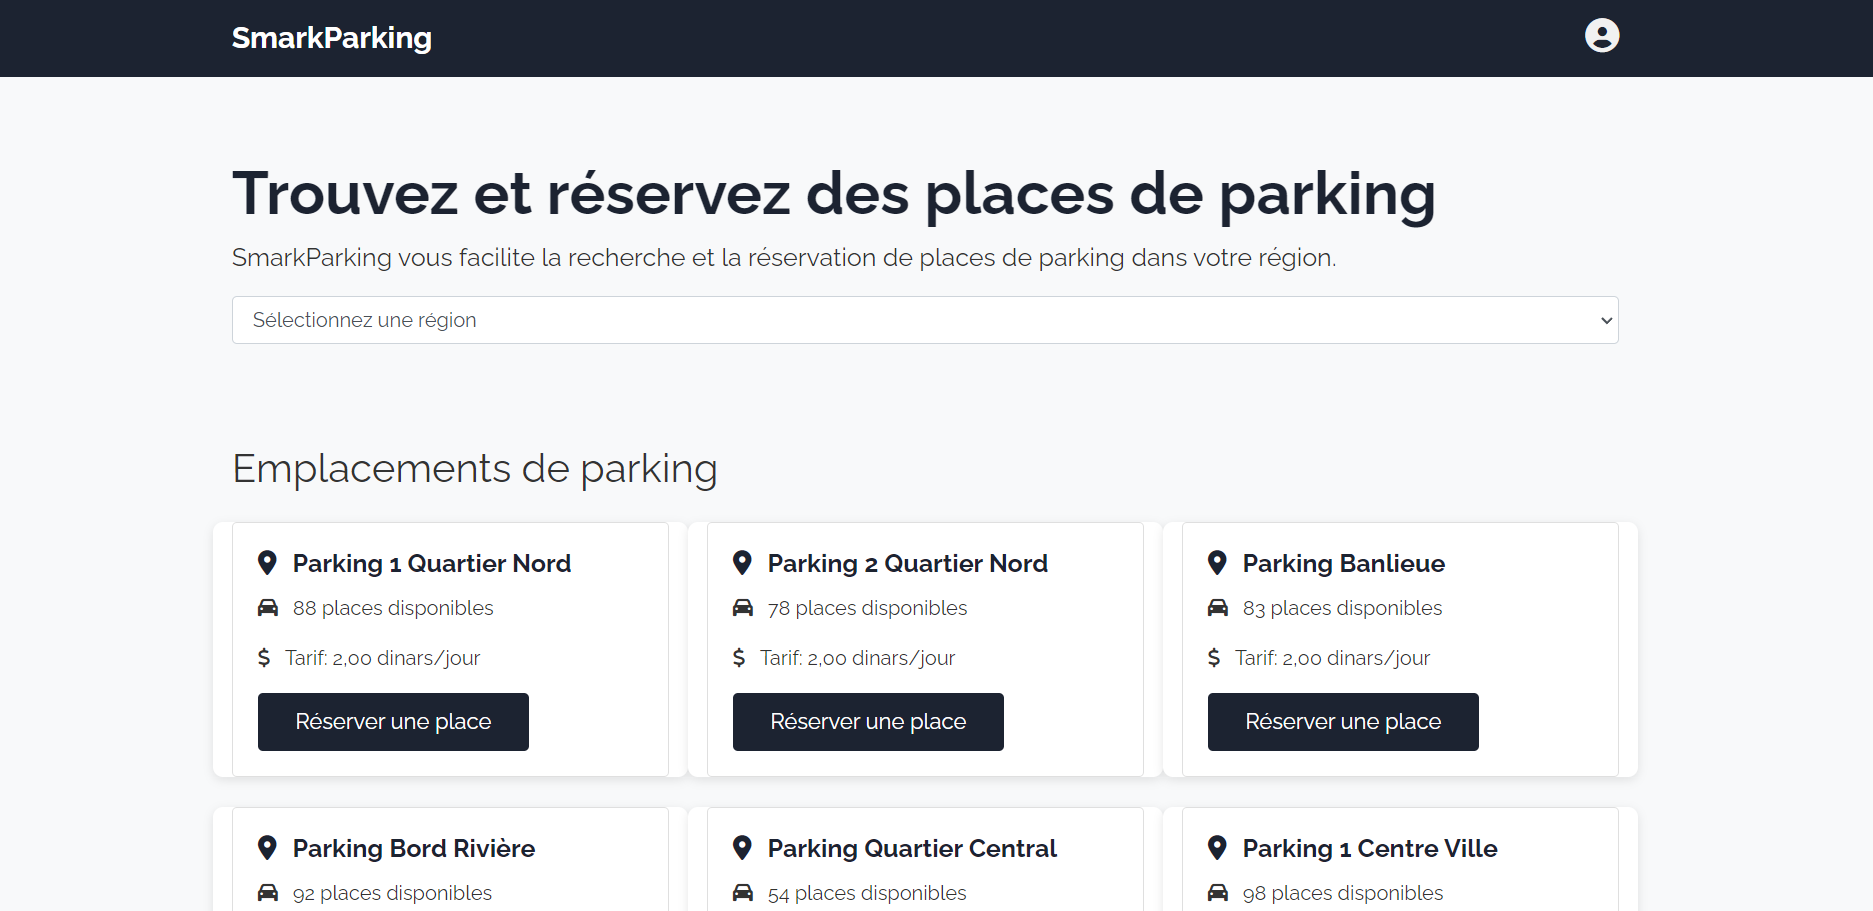 SmarkParking
Trouvez et réservez des places de parking
SmarkParking vous facilite la recherche et la réservation de places de parking dans votre région.
Sélectionnez une région
Emplacements de parking
Parking 1 Quartier Nord
88 places disponibles
$ Tarif: 2,00 dinars/jour
Réserver une place
Parking 2 Quartier Nord
78 places disponibles
$ Tarif: 2,00 dinars/jour
Réserver une place
Parking Banlieue
83 places disponibles
$ Tarif: 2,00 dinars/jour
Réserver une place
Parking Bord Rivière
92 places disponibles
Parking Quartier Central
54 places disponibles
Parking 1 Centre Ville
98 places disponibles